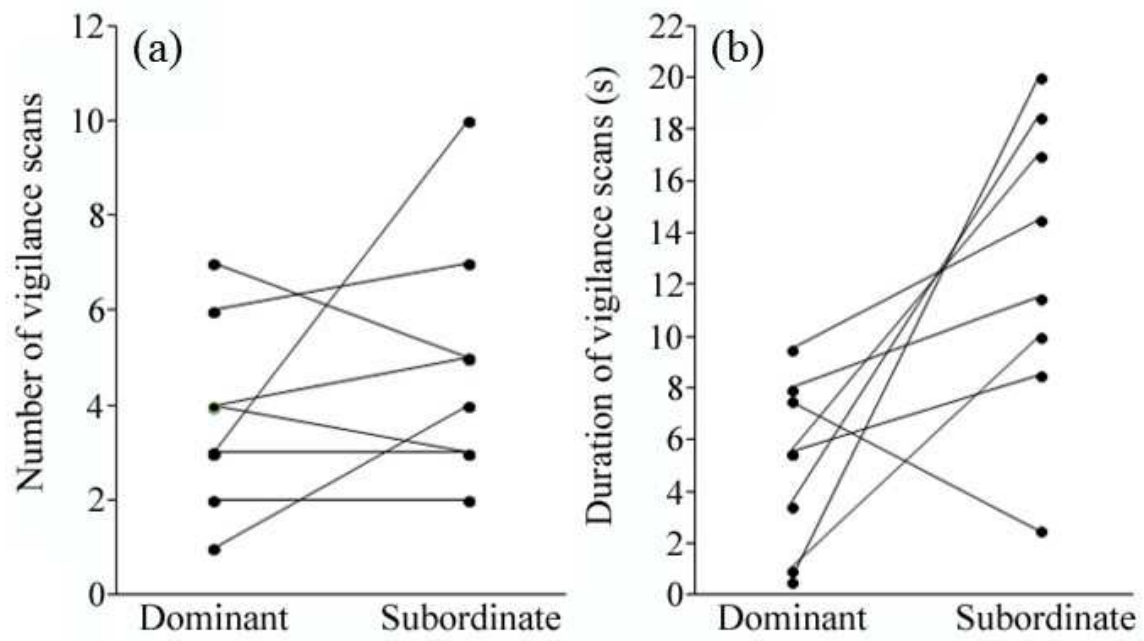 (a)
Number of vigilance scans
12
10
8
6
4
2
0
Dominant
Subordinate
(b)
Duration of vigilance scans (s)
22
20
18
16
14
12
10
8
6
4
2
0
Dominant
Subordinate